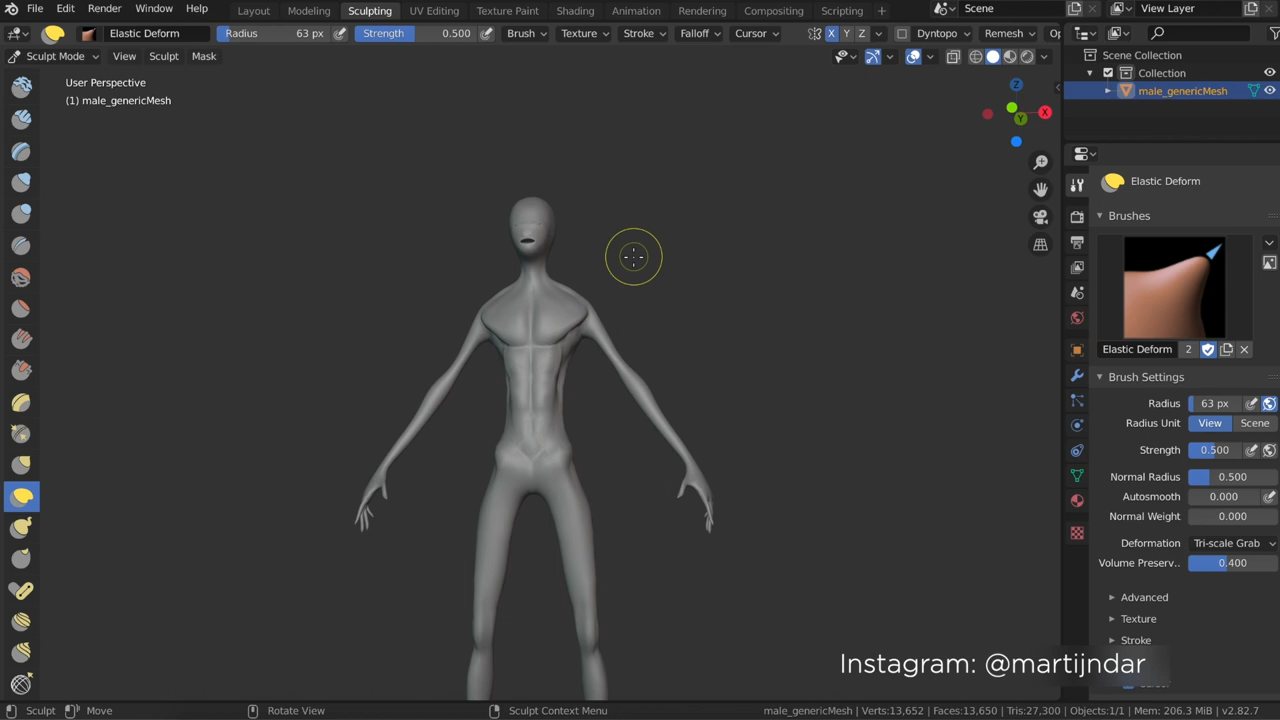 File Edit Render Window Help Layout Modeling Sculpting UV Editing Texture Paint Shading Animation Rendering Compositing Scripting + Scene View Layer
Elastic Deform Radius 63 px Strength 0.500 Brush Texture Stroke Falloff Cursor X Y Z Dyntopo Remesh Op
Sculpt Mode View Sculpt Mask
User Perspective
(1) male_genericMesh
Z
X
Y
Scene Collection
Collection
male_genericMesh
Elastic Deform
Brushes
Elastic Deform 2
Brush Settings
Radius 63 px
Radius Unit View Scene
Strength 0.500
Normal Radius 0.500
Autosmooth 0.000
Normal Weight 0.000
Deformation Tri-scale Grab
Volume Preserv.. 0.400
Advanced
Texture
Stroke
Instagram: @martijndar
Sculpt Move Rotate View Sculpt Context Menu male_genericMesh | Verts:13,652 | Faces:13,650 | Tris:27,300 | Objects:1/1 | Mem: 206.3 MiB | v2.82.7